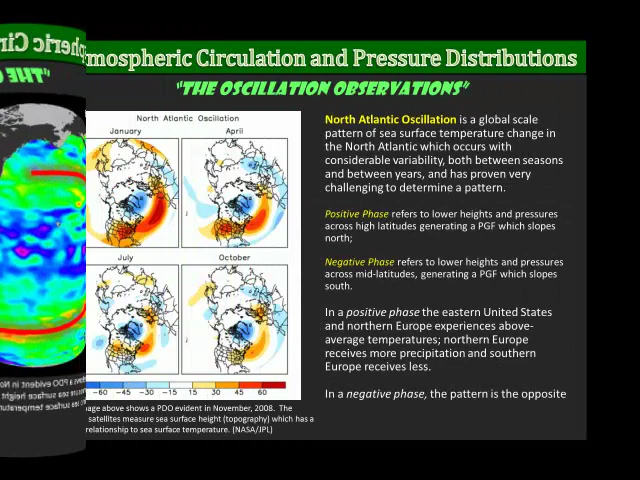 mospheric Circulation and Pressure Distributions
"THE OSCILLATION OBSERVATIONS"
North Atlantic Oscillation
January April
July October
−60 −45 −30 −15 15 30 45 60
age above shows a PDO evident in November, 2008. The
satellites measure sea surface height (topography) which has a
relationship to sea surface temperature. (NASA/JPL)
North Atlantic Oscillation is a global scale
pattern of sea surface temperature change in
the North Atlantic which occurs with
considerable variability, both between seasons
and between years, and has proven very
challenging to determine a pattern.
Positive Phase refers to lower heights and pressures
across high latitudes generating a PGF which slopes
north;
Negative Phase refers to lower heights and pressures
across mid-latitudes, generating a PGF which slopes
south.
In a positive phase the eastern United States
and northern Europe experiences above-
average temperatures; northern Europe
receives more precipitation and southern
Europe receives less.
In a negative phase, the pattern is the opposite